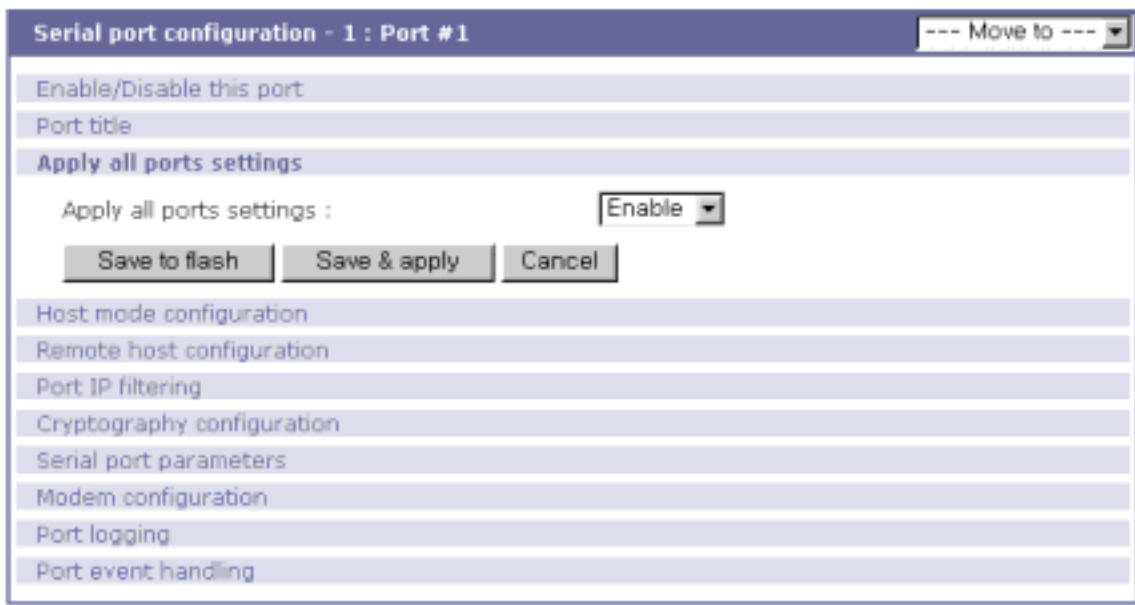 Serial port configuration - 1 : Port #1 --- Move to ---
Enable/Disable this port
Port title
Apply all ports settings
Apply all ports settings : Enable
Save to flash Save & apply Cancel
Host mode configuration
Remote host configuration
Port IP filtering
Cryptography configuration
Serial port parameters
Modem configuration
Port logging
Port event handling